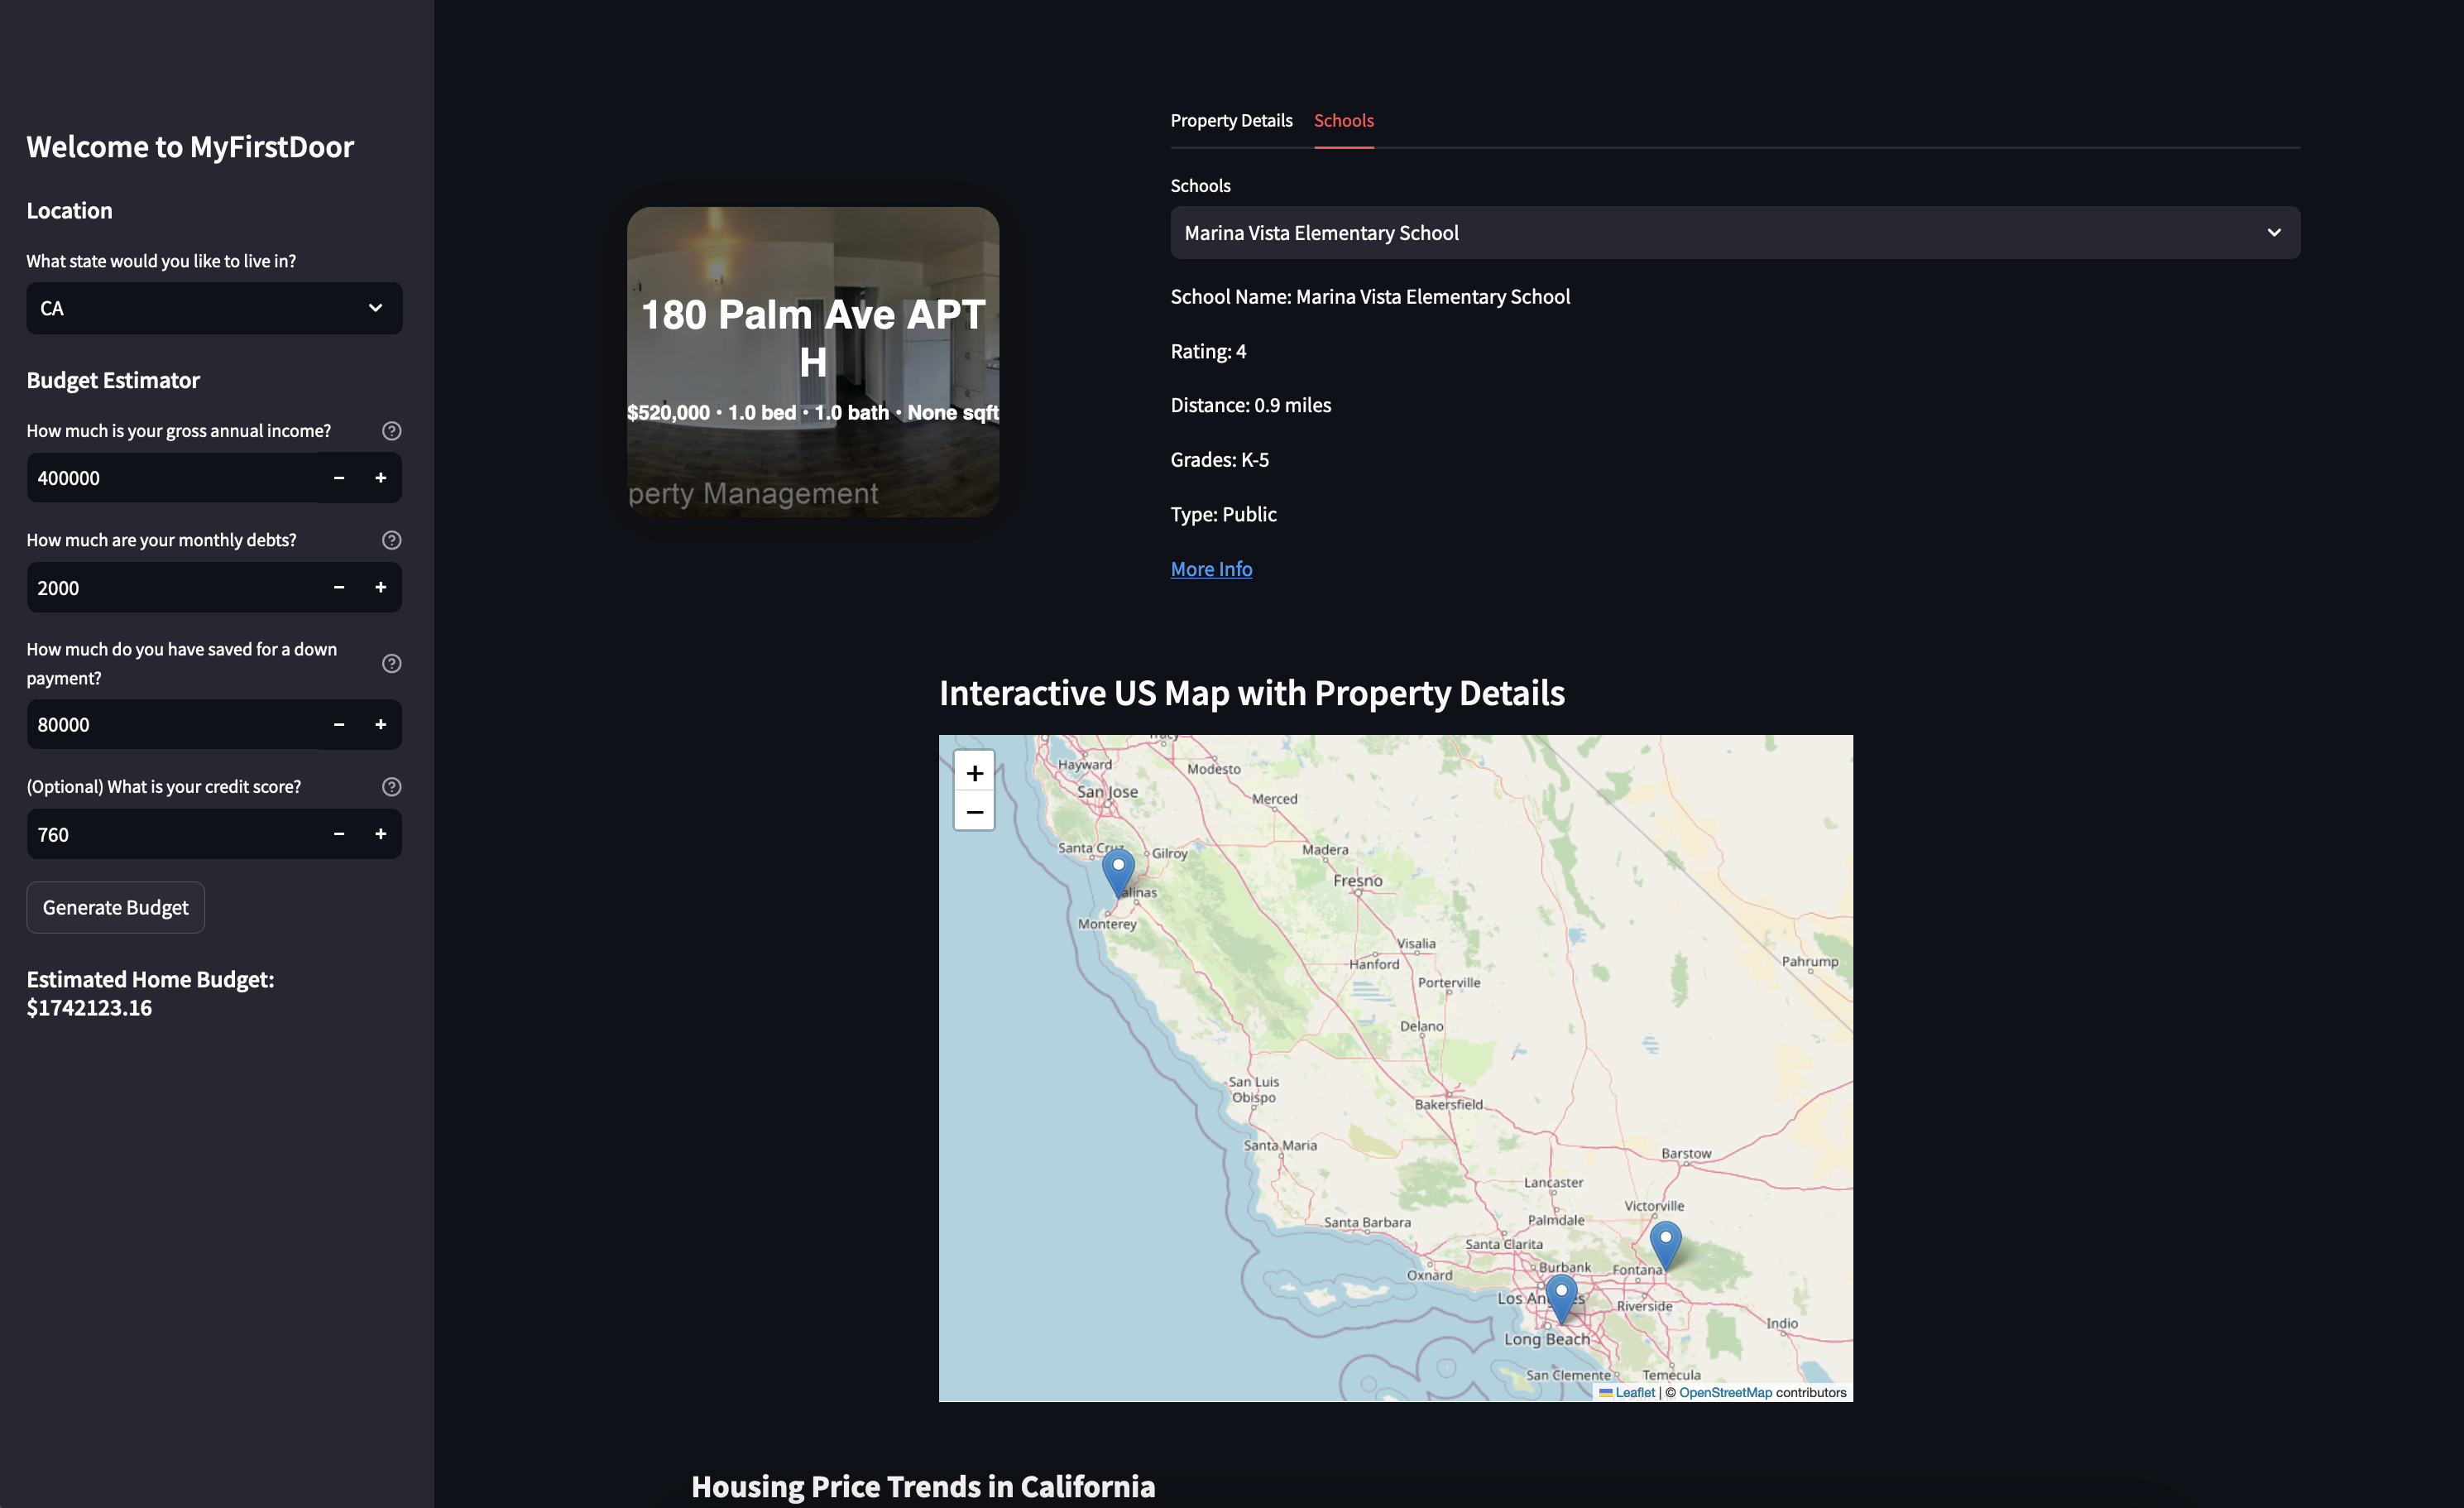 Welcome to MyFirstDoor
Location
What state would you like to live in?
CA
Budget Estimator
How much is your gross annual income?
400000
How much are your monthly debts?
2000
How much do you have saved for a down
payment?
80000
(Optional) What is your credit score?
760
Generate Budget
Estimated Home Budget:
$1742123.16
180 Palm Ave APT
H
$520,000 • 1.0 bed • 1.0 bath • None sqft
perty Management
Property Details
Schools
Schools
Marina Vista Elementary School
School Name: Marina Vista Elementary School
Rating: 4
Distance: 0.9 miles
Grades: K-5
Type: Public
More Info
Interactive US Map with Property Details
+
−
Tracy
Hayward
Modesto
San Jose
Merced
Santa Cruz
Gilroy
Madera
Fresno
alinas
Monterey
Visalia
Hanford
Pahrump
Porterville
Delano
San Luis
Obispo
Bakersfield
Santa Maria
Barstow
Lancaster
Victorville
Santa Barbara
Palmdale
Santa Clarita
Burbank
Fontana
Oxnard
Los Ang es
Riverside
Indio
Long Beach
San Clemente
Temecula
Leaflet | © OpenStreetMap contributors
Housing Price Trends in California